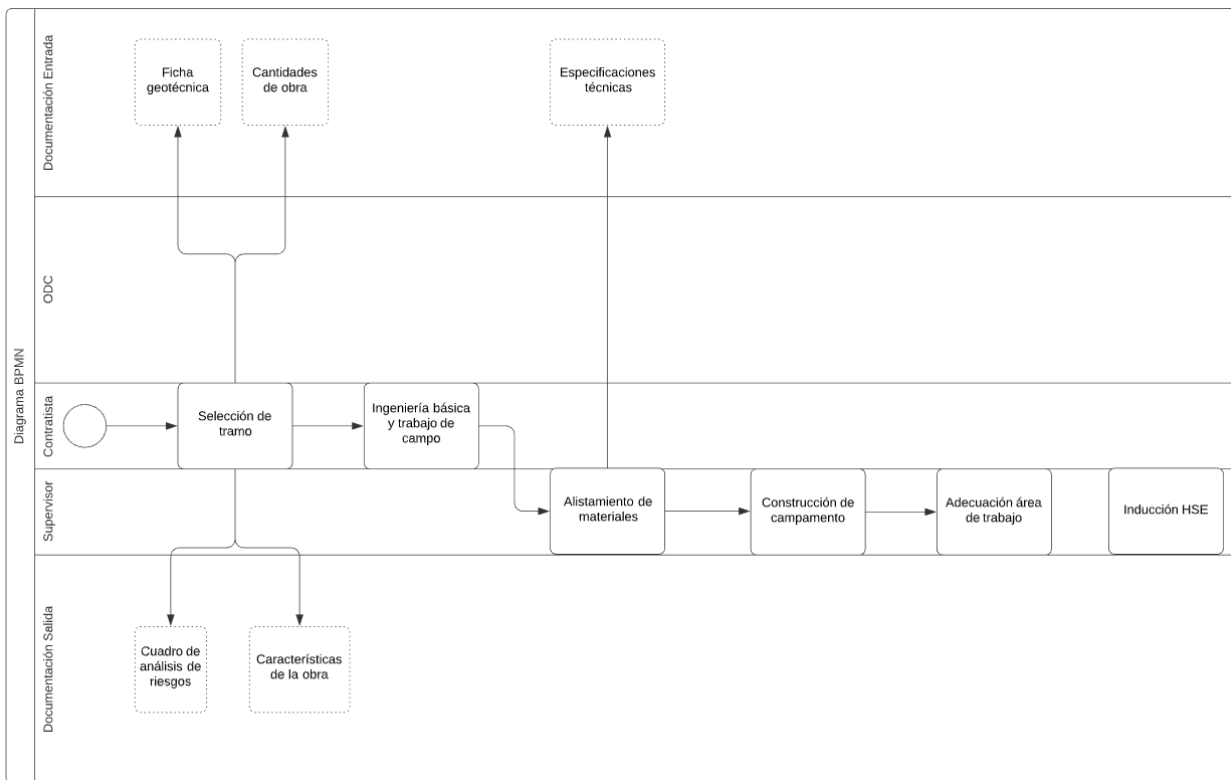 Diagrama BPMN
Documentación Entrada
Ficha
geotécnica
Cantidades
de obra
Especificaciones
técnicas
ODC
Contratista
Selección de
tramo
Ingeniería básica
y trabajo de
campo
Supervisor
Alistamiento de
materiales
Construcción de
campamento
Adecuación área
de trabajo
Inducción HSE
Documentación Salida
Cuadro de
análisis de
riesgos
Características
de la obra